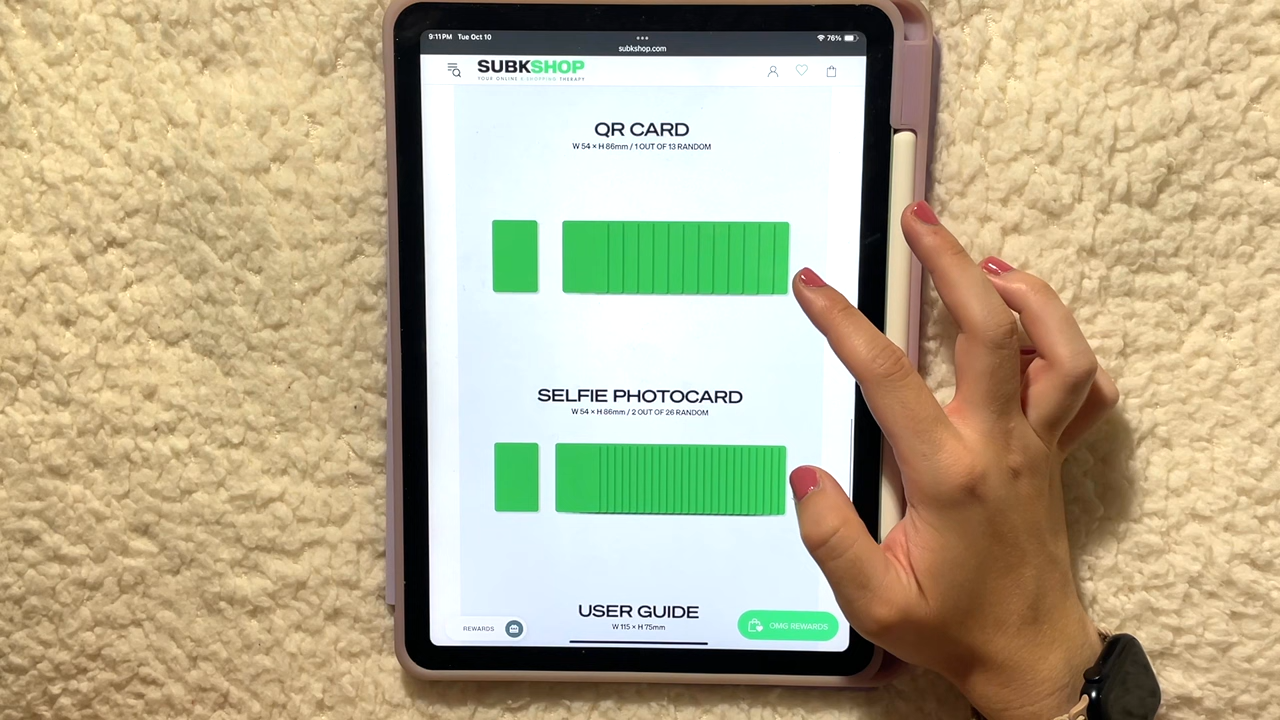 9:11 PM Tue Oct 10
76%
subkshop.com
SUBKSHOP
YOUR ONLINE K-SHOPPING THERAPY
QR CARD
W 54 × H 86mm / 1 OUT OF 13 RANDOM
SELFIE PHOTOCARD
W 54 × H 86mm / 2 OUT OF 26 RANDOM
USER GUIDE
W 115 × H 75mm
REWARDS
OMG REWARDS